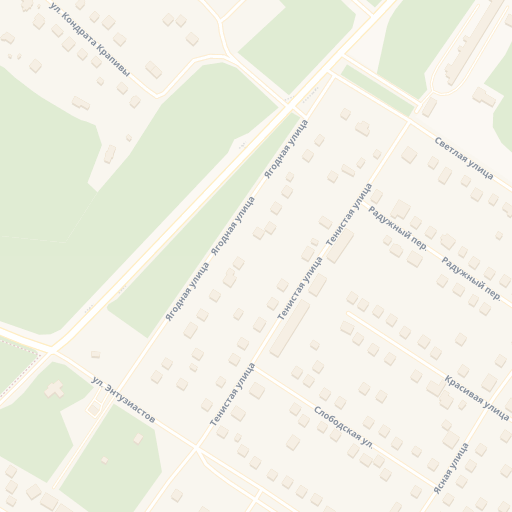 ул. Кондрата Крапивы
Ягодная улица
Светлая улица
Тенистая улица
Ягодная улица
Радужный пер.
Радужный пер.
Ягодная улица
Тенистая улица
ул. Энтузиастов
Тенистая улица
Красивая улица
Слободская ул.
Ясная улица